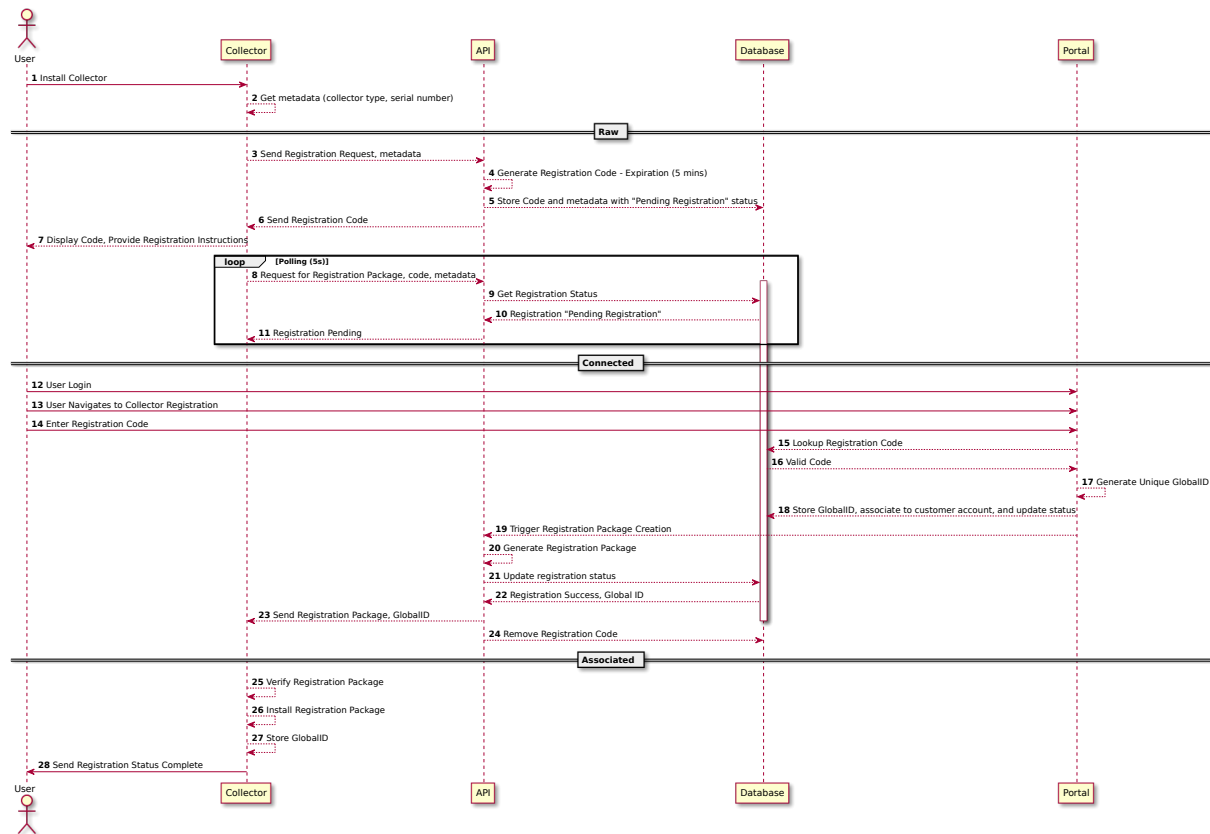 User
Collector
API
Database
Portal
1 Install Collector
2 Get metadata (collector type, serial number)
Raw
3 Send Registration Request, metadata
4 Generate Registration Code - Expiration (5 mins)
5 Store Code and metadata with "Pending Registration" status
6 Send Registration Code
7 Display Code, Provide Registration Instructions
loop [Polling (5s)]
8 Request for Registration Package, code, metadata
9 Get Registration Status
10 Registration "Pending Registration"
11 Registration Pending
Connected
12 User Login
13 User Navigates to Collector Registration
14 Enter Registration Code
15 Lookup Registration Code
16 Valid Code
17 Generate Unique GlobalID
18 Store GlobalID, associate to customer account, and update status
19 Trigger Registration Package Creation
20 Generate Registration Package
21 Update registration status
22 Registration Success, Global ID
23 Send Registration Package, GlobalID
24 Remove Registration Code
Associated
25 Verify Registration Package
26 Install Registration Package
27 Store GlobalID
28 Send Registration Status Complete
User
Collector
API
Database
Portal